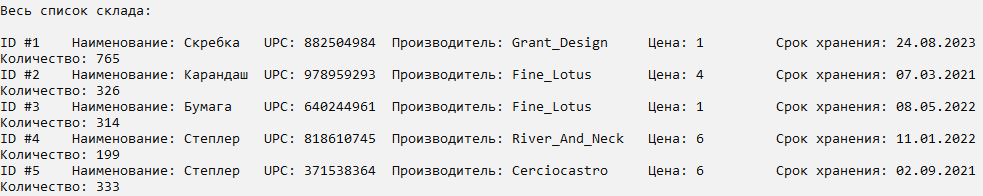 Весь список склада:
ID #1 Наименование: Скребка UPC: 882504984 Производитель: Grant_Design Цена: 1 Срок хранения: 24.08.2023
Количество: 765
ID #2 Наименование: Карандаш UPC: 978959293 Производитель: Fine_Lotus Цена: 4 Срок хранения: 07.03.2021
Количество: 326
ID #3 Наименование: Бумага UPC: 640244961 Производитель: Fine_Lotus Цена: 1 Срок хранения: 08.05.2022
Количество: 314
ID #4 Наименование: Степлер UPC: 818610745 Производитель: River_And_Neck Цена: 6 Срок хранения: 11.01.2022
Количество: 199
ID #5 Наименование: Степлер UPC: 371538364 Производитель: Cerciocastro Цена: 6 Срок хранения: 02.09.2021
Количество: 333